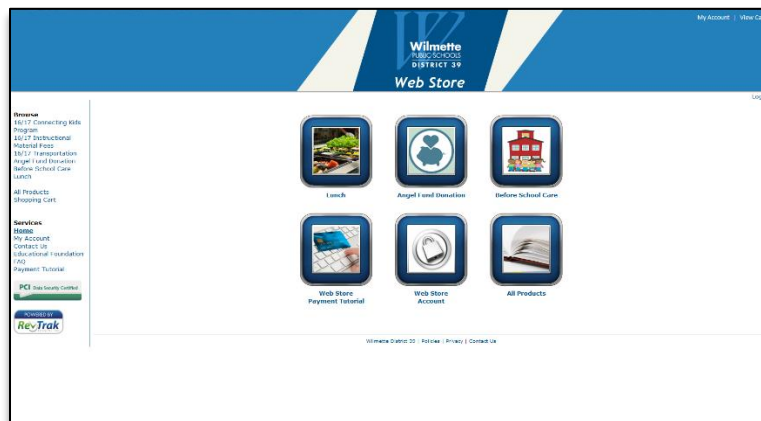 My Account | View Ca
Wilmette
PUBLIC SCHOOLS
DISTRICT 39
Web Store
Log
Browse
16/17 Connecting Kids
Program
16/17 Instructional
Material Fees
16/17 Transportation
Angel Fund Donation
Before School Care
Lunch
All Products
Shopping Cart
Services
Home
My Account
Contact Us
Educational Foundation
FAQ
Payment Tutorial
PCI Data Security Certified
POWERED BY
RevTrak
Lunch
Angel Fund Donation
Before School Care
Web Store
Payment Tutorial
Web Store
Account
All Products
Wilmette District 39 | Policies | Privacy | Contact Us